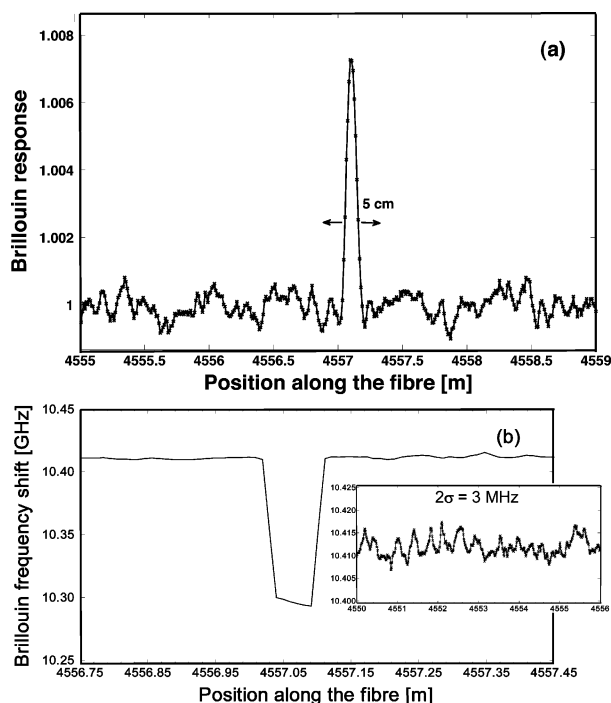 (a)
Brillouin response
1.008
1.006
1.004
1.002
1
5 cm
4555 4555.5 4556 4556.5 4557 4557.5 4558 4558.5 4559
Position along the fibre [m]
(b)
Brillouin frequency shift [GHz]
10.45
10.40
10.35
10.30
10.25
2σ = 3 MHz
10.425
10.420
10.415
10.410
10.405
10.400
4550 4551 4552 4553 4554 4555 4556
4556.75 4556.85 4556.95 4557.05 4557.15 4557.25 4557.35 4557.45
Position along the fibre [m]